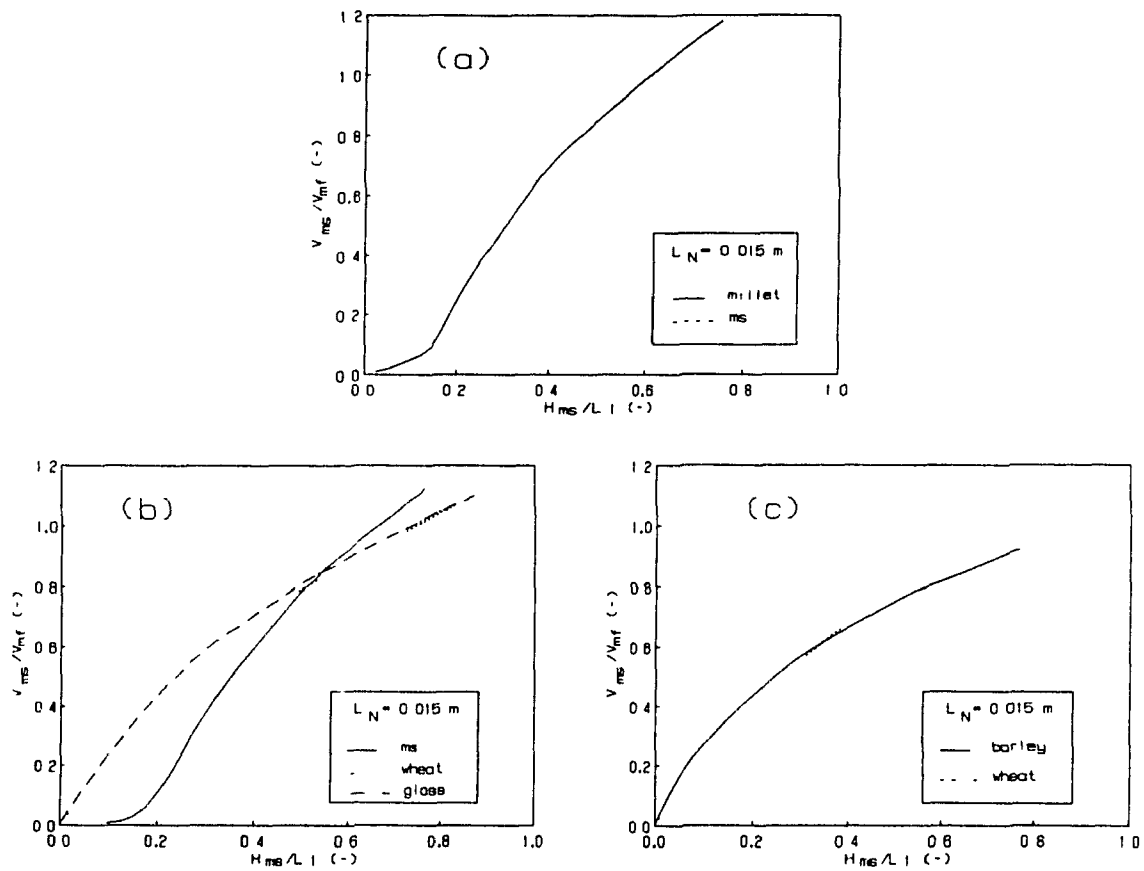 (a)
1.2
1.0
0.8
0.6
0.4
0.2
0.0
V ms / V mf (-)
L N = 0.015 m
millet
ms
0.0 0.2 0.4 0.6 0.8 1.0
H ms / L I (-)
(b)
1.2
1.0
0.8
0.6
0.4
0.2
0.0
V ms / V mf (-)
L N = 0.015 m
ms
wheat
glass
0.0 0.2 0.4 0.6 0.8 1.0
H ms / L I (-)
(c)
1.2
1.0
0.8
0.6
0.4
0.2
0.0
V ms / V mf (-)
L N = 0.015 m
barley
wheat
0.0 0.2 0.4 0.6 0.8 1.0
H ms / L I (-)